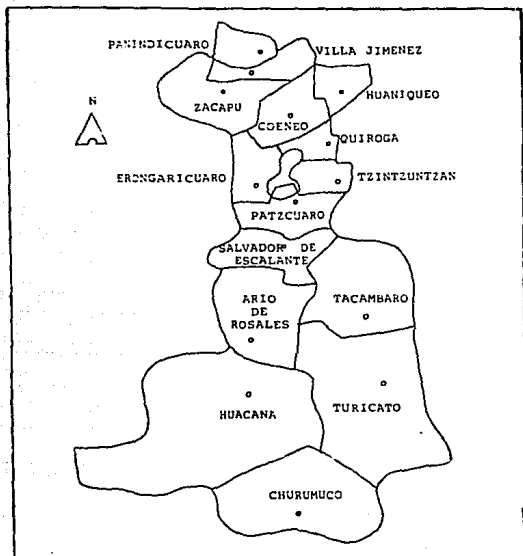 PANINDICUARO
VILLA JIMENEZ
N
ZACAPU
HUANIQUEO
COENEO
QUIROGA
ERONGARICUARO
TZINTZUNTZAN
PATZCUARO
SALVADOR DE
ESCALANTE
ARIO
DE
ROSALES
TACAMBARO
HUACANA
TURICATO
CHURUMUCO